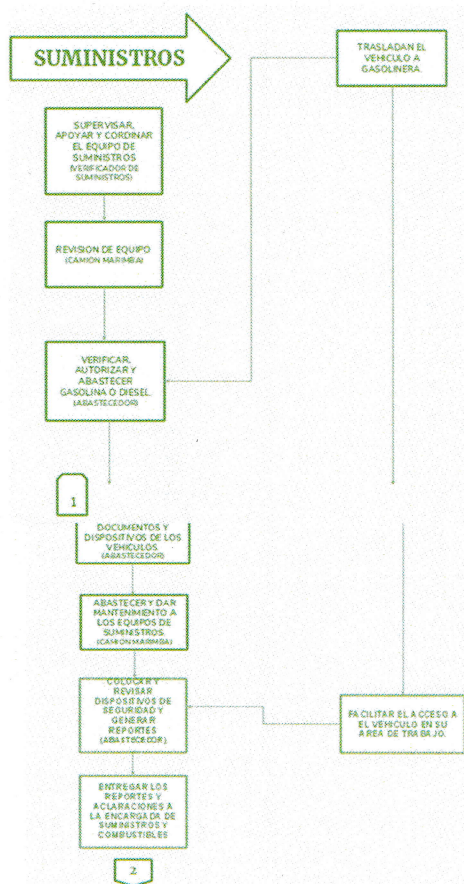 SUMINISTROS
TRASLADAN EL
VEHICULO A
GASOLINERA.
SUPERVISAR,
APOYAR Y CORDINAR
EL EQUIPO DE
SUMINISTROS
(VERIFICADOR DE
SUMINISTROS)
REVISION DE EQUIPO
(CAMION MARIMBA)
VERIFICAR,
AUTORIZAR Y
ABASTECER
GASOLINA O DIESEL.
(ABASTECEDOR)
1
DOCUMENTOS Y
DISPOSITIVOS DE LOS
VEHICULOS.
(ABASTECEDOR)
ABASTECER Y DAR
MANTENIMIENTO A
LOS EQUIPOS DE
SUMINISTROS.
(CAMION MARIMBA)
COLOCAR Y
REVISAR
DISPOSITIVOS DE
SEGURIDAD Y
GENERAR
REPORTES
(ABASTECEDOR)
FACILITAR EL ACCESO A
EL VEHICULO EN SU
AREA DE TRABAJO.
ENTREGAR LOS
REPORTES Y
ACLARACIONES A
LA ENCARGADA DE
SUMINISTROS Y
COMBUSTIBLES
2